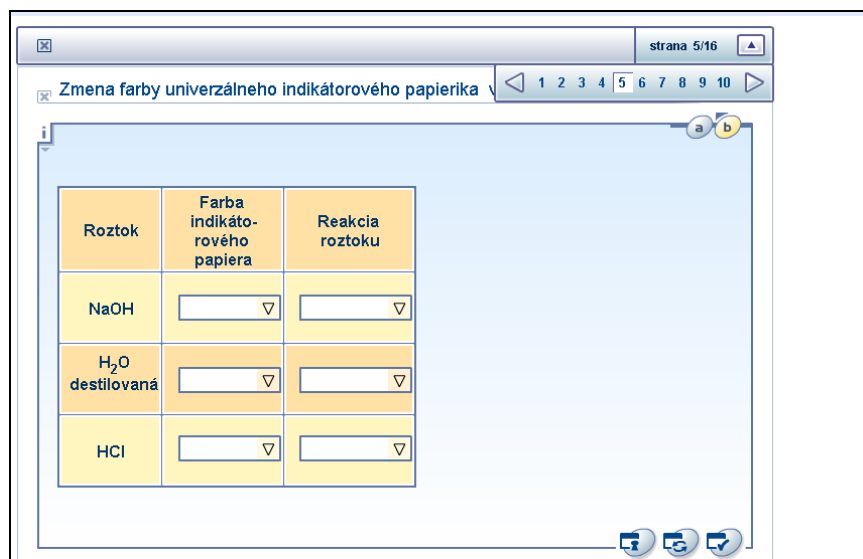 strana 5/16
Zmena farby univerzálneho indikátorového papierika
1 2 3 4 5 6 7 8 9 10
i
a b
Roztok
Farba
indikáto-
rového
papiera
Reakcia
roztoku
NaOH
H₂O
destilovaná
HCl